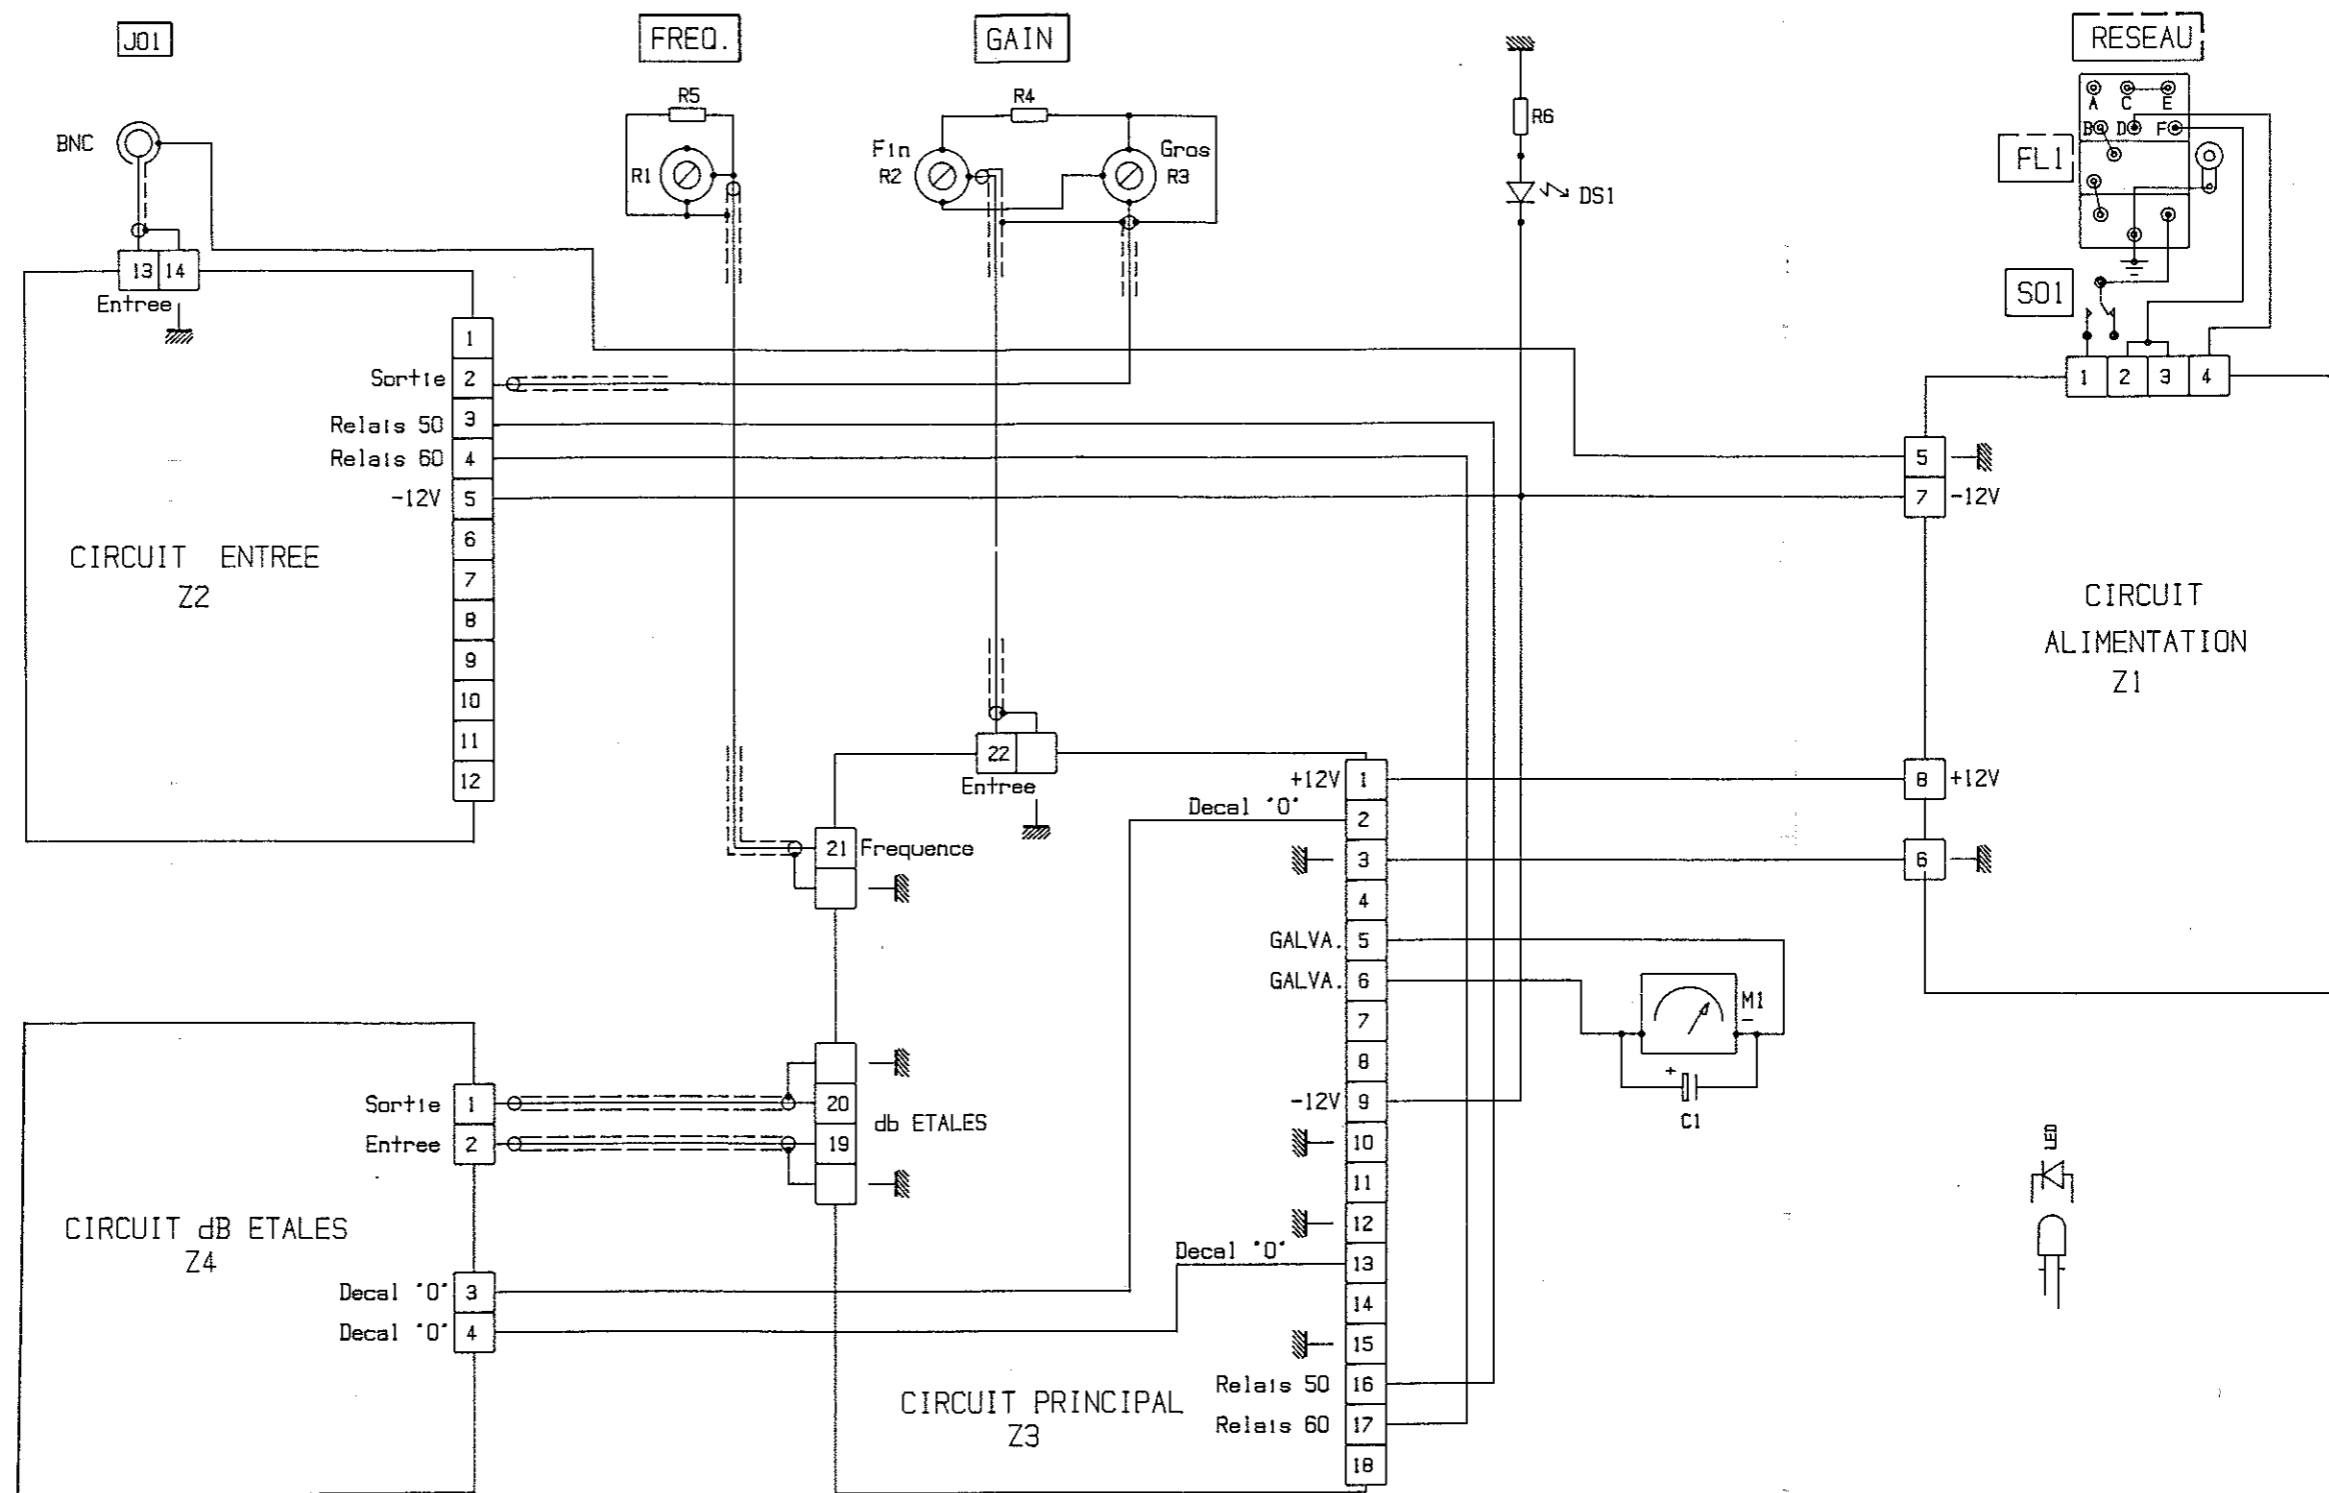 J01
FREQ.
GAIN
RESEAU
BNC
R5
R1
R4
Fin
R2
Gros
R3
R6
DS1
A C E
B D F
FL1
S01
13 14
Entree
1 2 3 4
1
Sortie 2
Relais 50 3
Relais 60 4
-12V 5
6
7
8
9
10
11
12
CIRCUIT ENTREE
Z2
5
7 -12V
CIRCUIT
ALIMENTATION
Z1
8 +12V
6
22
Entree
21 Frequence
+12V 1
Decal '0' 2
3
4
GALVA. 5
GALVA. 6
7
8
-12V 9
10
11
12
Decal '0' 13
14
15
Relais 50 16
Relais 60 17
18
M1
-
+
C1
LED
Sortie 1
Entree 2
20
19
db ETALES
CIRCUIT dB ETALES
Z4
Decal '0' 3
Decal '0' 4
CIRCUIT PRINCIPAL
Z3